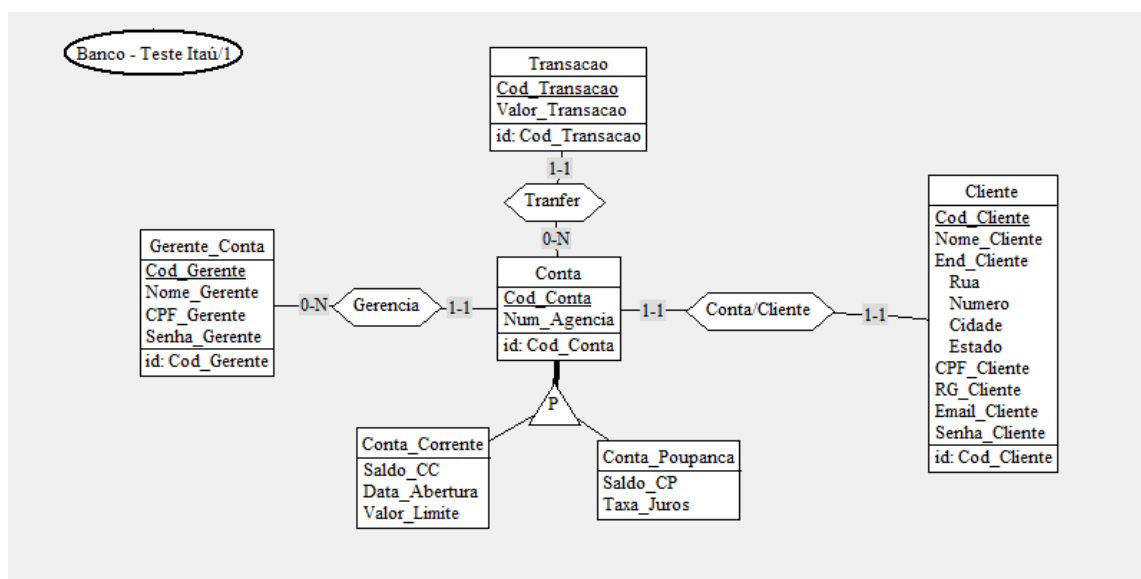 Banco - Teste Itaú/1
Transacao
Cod_Transacao
Valor_Transacao
id: Cod_Transacao
1-1
Tranfer
0-N
Gerente_Conta
Cod_Gerente
Nome_Gerente
CPF_Gerente
Senha_Gerente
id: Cod_Gerente
0-N
Gerencia
1-1
Conta
Cod_Conta
Num_Agencia
id: Cod_Conta
1-1
Conta/Cliente
1-1
Cliente
Cod_Cliente
Nome_Cliente
End_Cliente
Rua
Numero
Cidade
Estado
CPF_Cliente
RG_Cliente
Email_Cliente
Senha_Cliente
id: Cod_Cliente
P
Conta_Corrente
Saldo_CC
Data_Abertura
Valor_Limite
Conta_Poupanca
Saldo_CP
Taxa_Juros